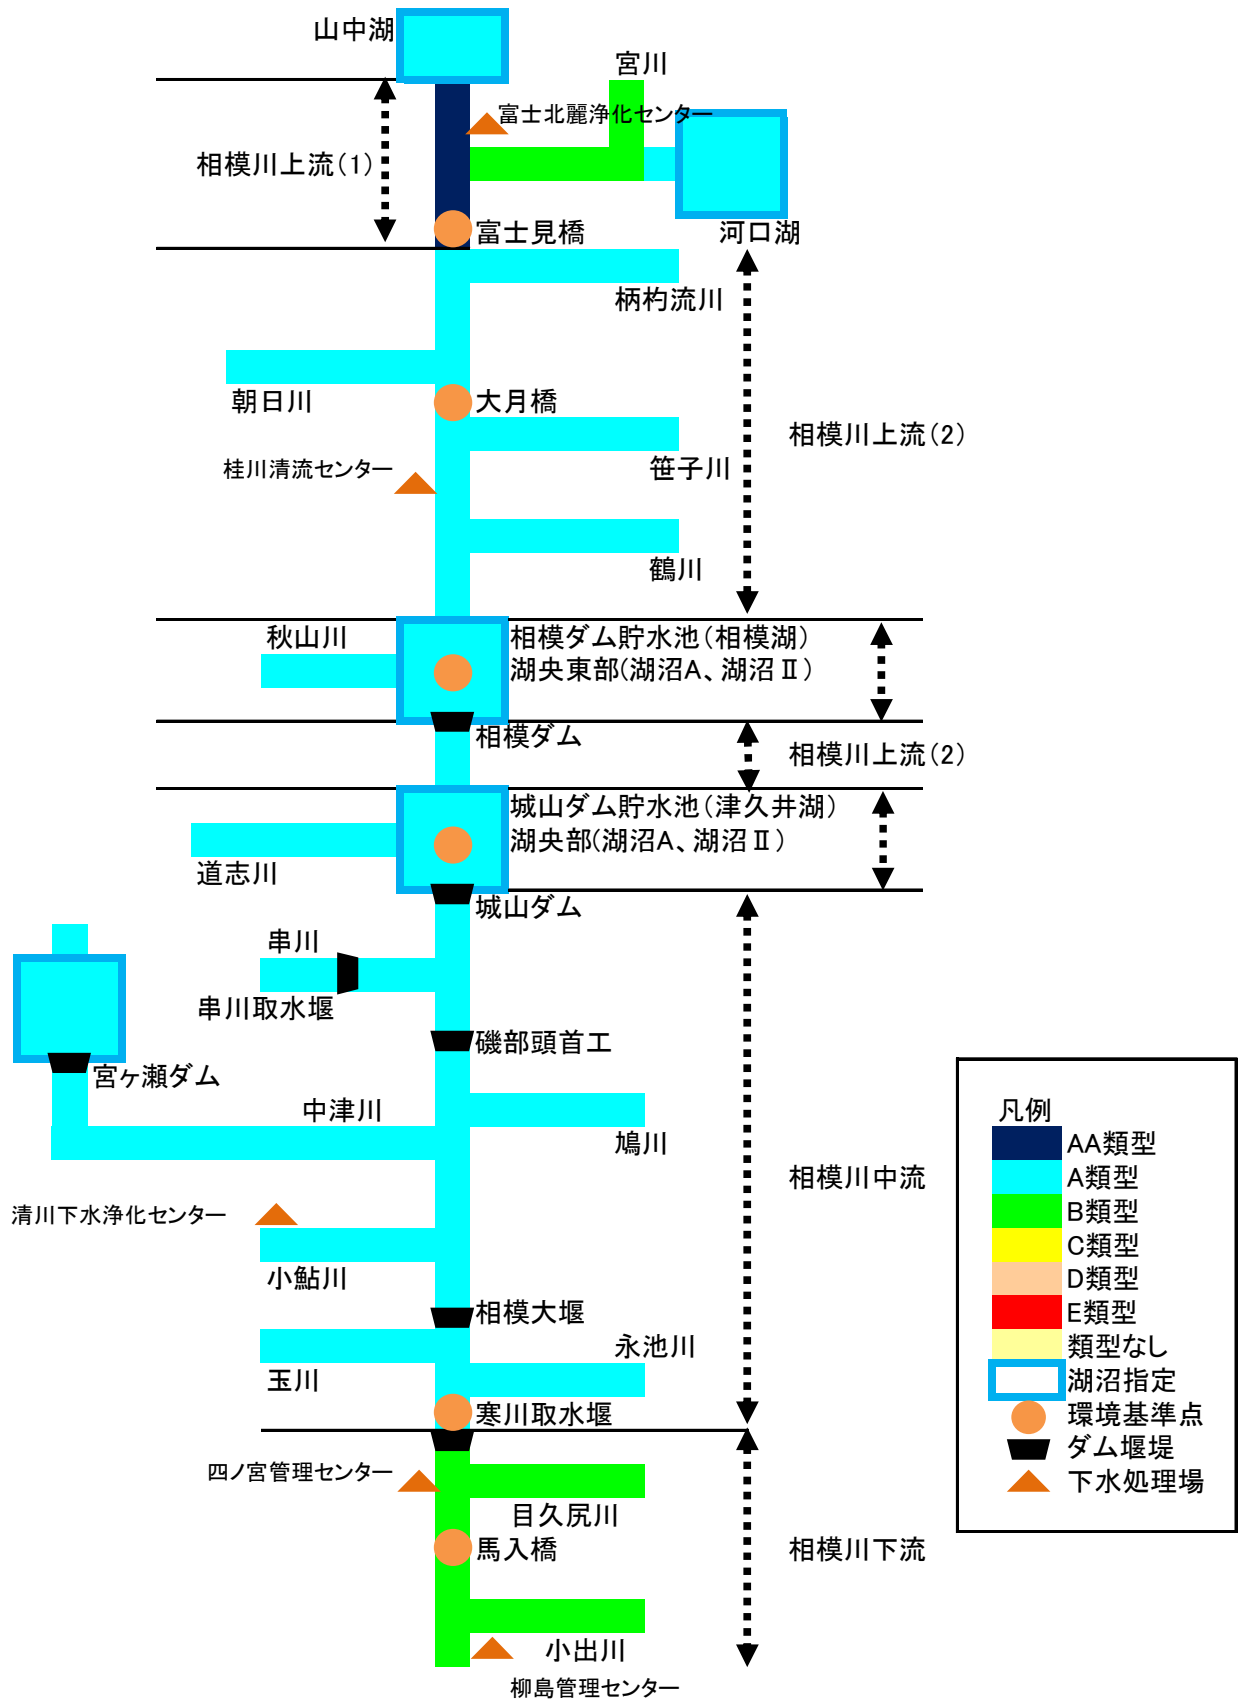 山中湖
宮川
富士北麗浄化センター
相模川上流(1)
富士見橋
河口湖
柄杓流川
朝日川
大月橋
相模川上流(2)
桂川清流センター
笹子川
鶴川
秋山川
相模ダム貯水池(相模湖)
湖央東部(湖沼A、湖沼Ⅱ)
相模ダム
相模川上流(2)
城山ダム貯水池(津久井湖)
湖央部(湖沼A、湖沼Ⅱ)
道志川
城山ダム
串川
串川取水堰
磯部頭首工
宮ヶ瀬ダム
中津川
鳩川
相模川中流
清川下水浄化センター
小鮎川
相模大堰
永池川
玉川
寒川取水堰
四ノ宮管理センター
目久尻川
馬入橋
相模川下流
小出川
柳島管理センター
凡例
AA類型
A類型
B類型
C類型
D類型
E類型
類型なし
湖沼指定
環境基準点
ダム堰堤
下水処理場